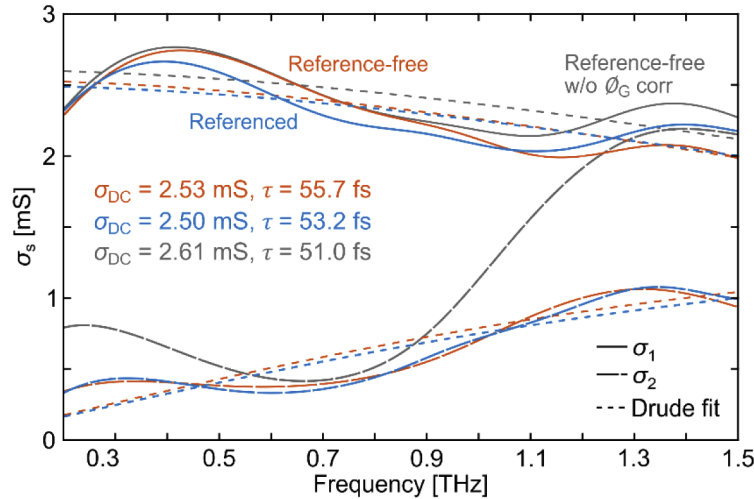 3
2
1
0
σs [mS]
Reference-free
Reference-free
w/o ØG corr
Referenced
σDC = 2.53 mS, τ = 55.7 fs
σDC = 2.50 mS, τ = 53.2 fs
σDC = 2.61 mS, τ = 51.0 fs
σ1
σ2
Drude fit
0.3 0.5 0.7 0.9 1.1 1.3 1.5
Frequency [THz]